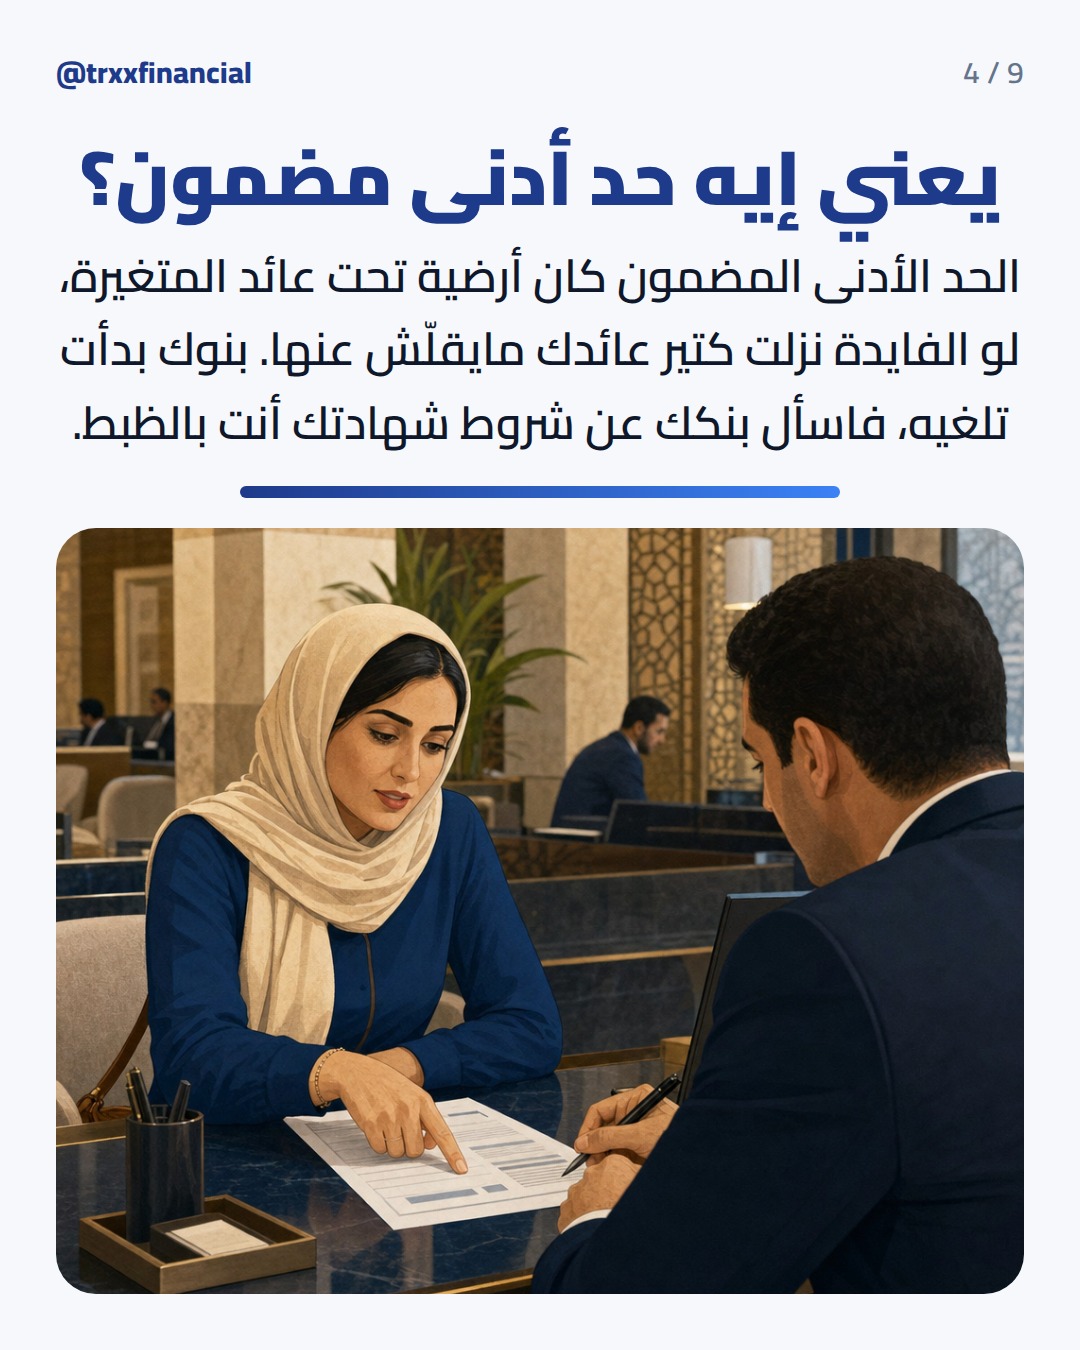 @trxxfinancial
4 / 9
يعني إيه حد أدنى مضمون؟
الحد الأدنى المضمون كان أرضية تحت عائد المتغيرة،
لو الفايدة نزلت كتير عائدك مايقلّش عنها. بنوك بدأت
تلغيه، فاسأل بنكك عن شروط شهادتك أنت بالظبط.